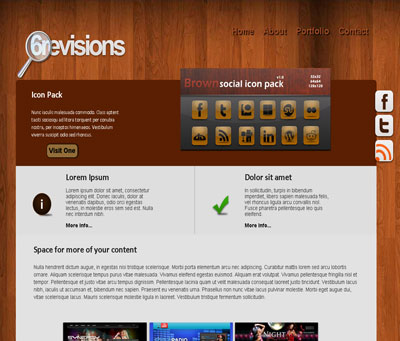 6revisions
Home About Portfolio Contact
Icon Pack
Nunc iaculis malesuada commodo. Class aptent
taciti sociosqu ad litora torquent per conubia
nostra, per inceptos himenaeos. Vestibulum
viverra suscipit odio sed rhoncus.
Visit One
Brown social icon pack
v1.0
32x32
64x64
128x128
Lorem Ipsum
Lorem ipsum dolor sit amet, consectetur
adipiscing elit. Donec iaculis, dolor at
venenatis dapibus, odio orci egestas
lectus, in molestie eros sem sed est. Nulla
nec interdum nibh.
More info...
Dolor sit amet
In sollicitudin, turpis in bibendum
imperdiet, libero sapien malesuada felis,
vel rhoncus ligula arcu convallis nisl.
Fusce pharetra pellentesque leo quis
eleifend.
More info...
Space for more of your content
Nulla hendrerit dictum augue, in egestas nisi tristique scelerisque. Morbi porta elementum arcu nec adipiscing. Curabitur mattis lorem sed arcu lobortis
ornare. Aliquam scelerisque tempus purus vitae malesuada. Vivamus eleifend egestas euismod. Aliquam erat volutpat. Vivamus pellentesque fringilla nisl et
tempor. Pellentesque et justo vitae arcu tempus dignissim. Pellentesque lacinia quam ut velit malesuada consequat laoreet justo tincidunt. Vestibulum lacus
nibh, iaculis ut accumsan et, bibendum nec sapien. Praesent eu venenatis urna. Phasellus non nunc vitae lacus pulvinar molestie. Morbi eget augue dui,
vitae scelerisque lacus. Mauris scelerisque molestie ligula in laoreet. Vestibulum tristique fermentum sollicitudin.
RADIO
NIGHT